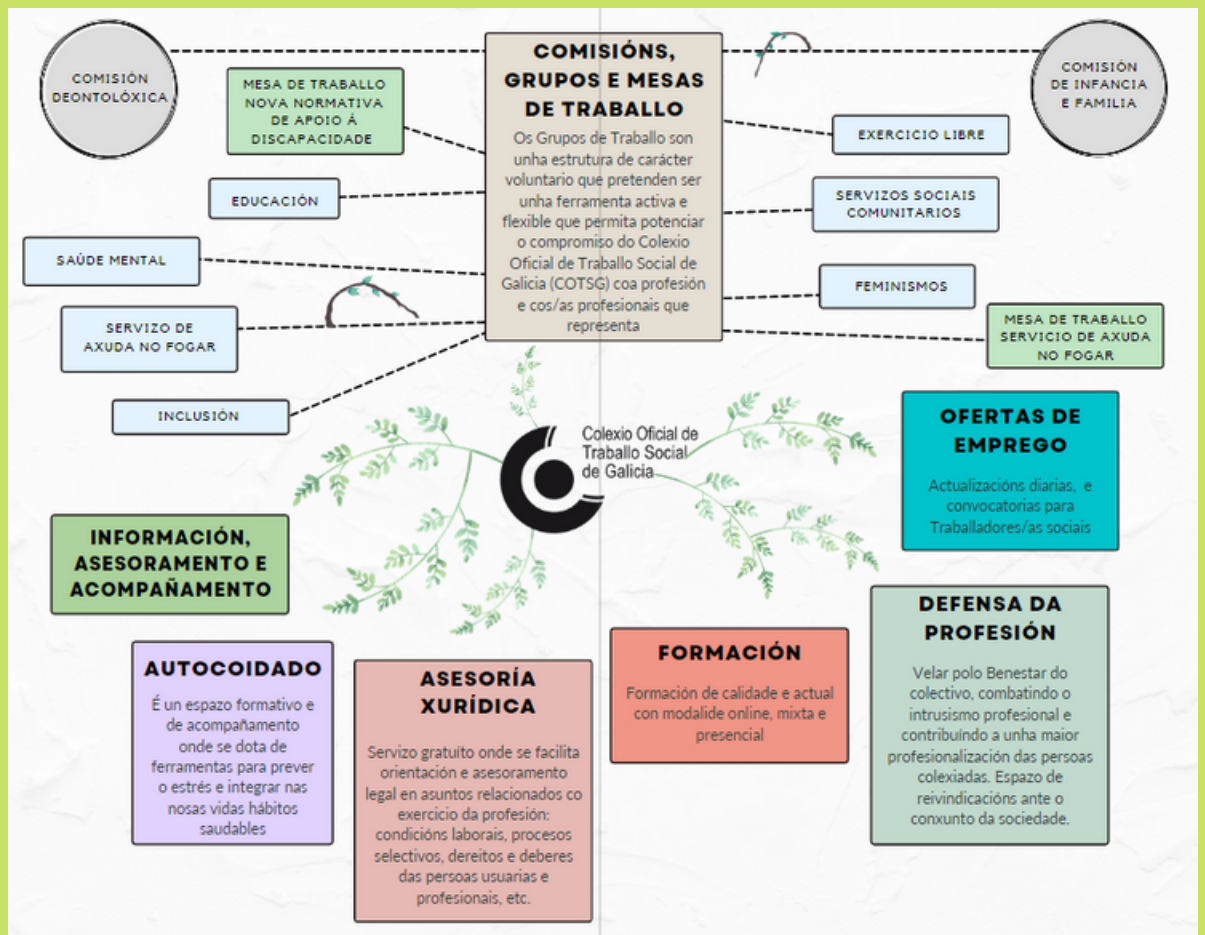 COMISIÓN
DEONTOLÓXICA
MESA DE TRABALLO
NOVA NORMATIVA
DE APOIO Á
DISCAPACIDADE
EDUCACIÓN
SAÚDE MENTAL
SERVIZO DE
AXUDA NO FOGAR
INCLUSIÓN
COMISIÓNS,
GRUPOS E MESAS
DE TRABALLO
Os Grupos de Traballo son
unha estrutura de carácter
voluntario que pretenden ser
unha ferramenta activa e
flexible que permita potenciar
o compromiso do Colexio
Oficial de Traballo Social de
Galicia (COTSG) coa profesión
e cos/as profesionais que
representa
COMISIÓN
DE INFANCIA
E FAMILIA
EXERCICIO LIBRE
SERVIZOS SOCIAIS
COMUNITARIOS
FEMINISMOS
MESA DE TRABALLO
SERVICIO DE AXUDA
NO FOGAR
Colexio Oficial de
Traballo Social
de Galicia
OFERTAS DE
EMPREGO
Actualizacións diarias, e
convocatorias para
Traballadores/as sociais
INFORMACIÓN,
ASESORAMENTO E
ACOMPAÑAMENTO
AUTOCOIDADO
É un espazo formativo e
de acompañamento
onde se dota de
ferramentas para prever
o estrés e integrar nas
nosas vidas hábitos
saudables
ASESORÍA
XURÍDICA
Servizo gratuíto onde se facilita
orientación e asesoramento
legal en asuntos relacionados co
exercicio da profesión:
condicións laborais, procesos
selectivos, dereitos e deberes
das persoas usuarias e
profesionais, etc.
FORMACIÓN
Formación de calidade e actual
con modalide online, mixta e
presencial
DEFENSA DA
PROFESIÓN
Velar polo Benestar do
colectivo, combatindo o
intrusismo profesional e
contribuíndo a unha maior
profesionalización das persoas
colexiadas. Espazo de
reivindicacións ante o
conxunto da sociedade.